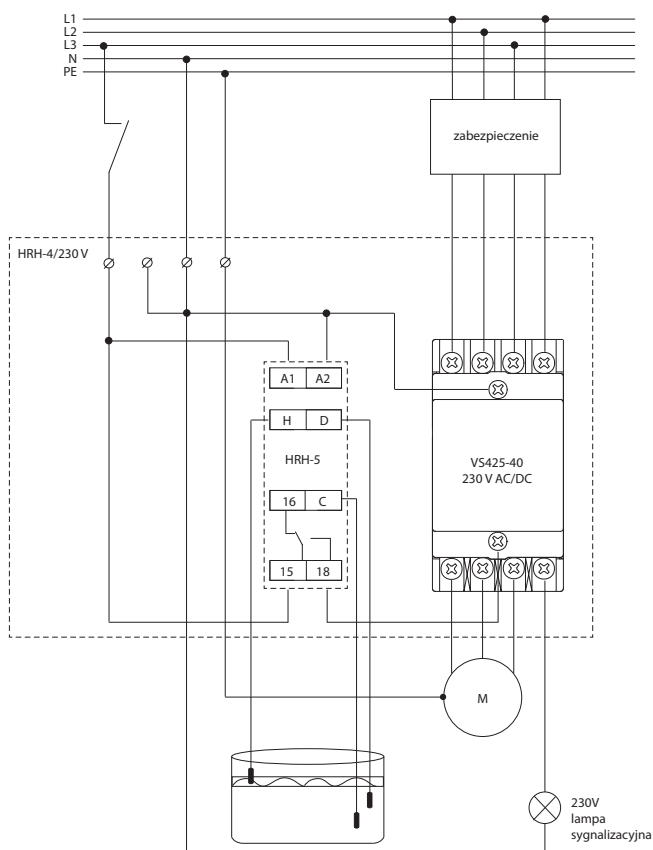 L1
L2
L3
N
PE
zabezpieczenie
HRH-4/230 V
A1 A2
H D
HRH-5
VS425-40
230 V AC/DC
16 C
15 18
M
230V
lampa
sygnalizacyjna